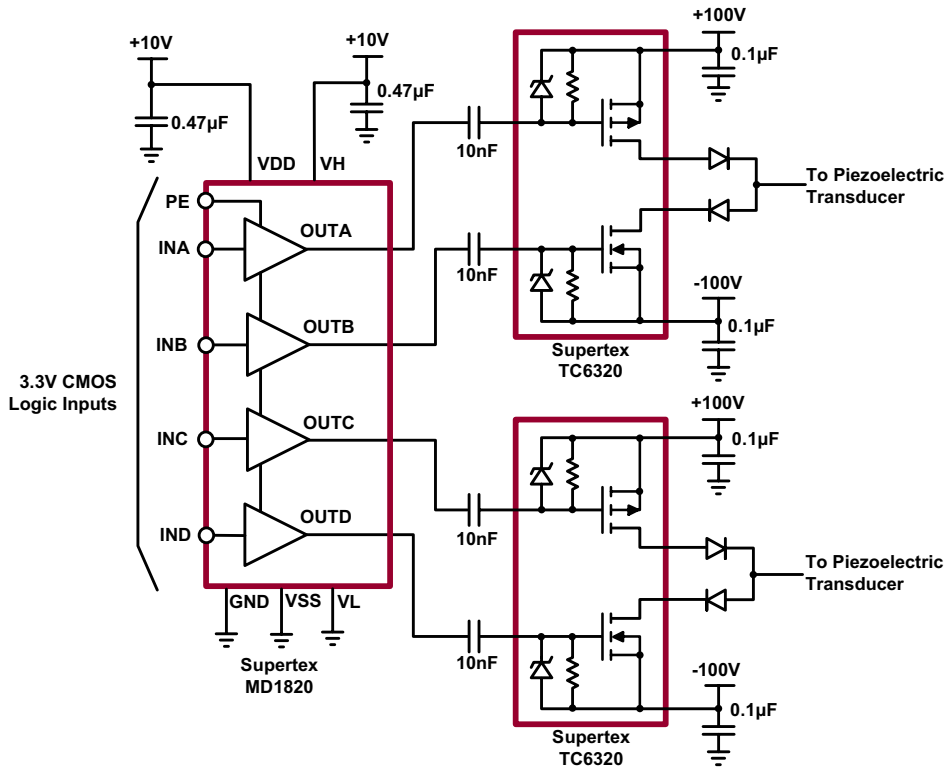 +10V
+10V
0.47µF
0.47µF
VDD
VH
PE
INA
INB
INC
IND
3.3V CMOS
Logic Inputs
OUTA
OUTB
OUTC
OUTD
GND
VSS
VL
Supertex
MD1820
10nF
10nF
+100V
0.1µF
To Piezoelectric
Transducer
-100V
0.1µF
Supertex
TC6320
10nF
10nF
+100V
0.1µF
To Piezoelectric
Transducer
-100V
0.1µF
Supertex
TC6320